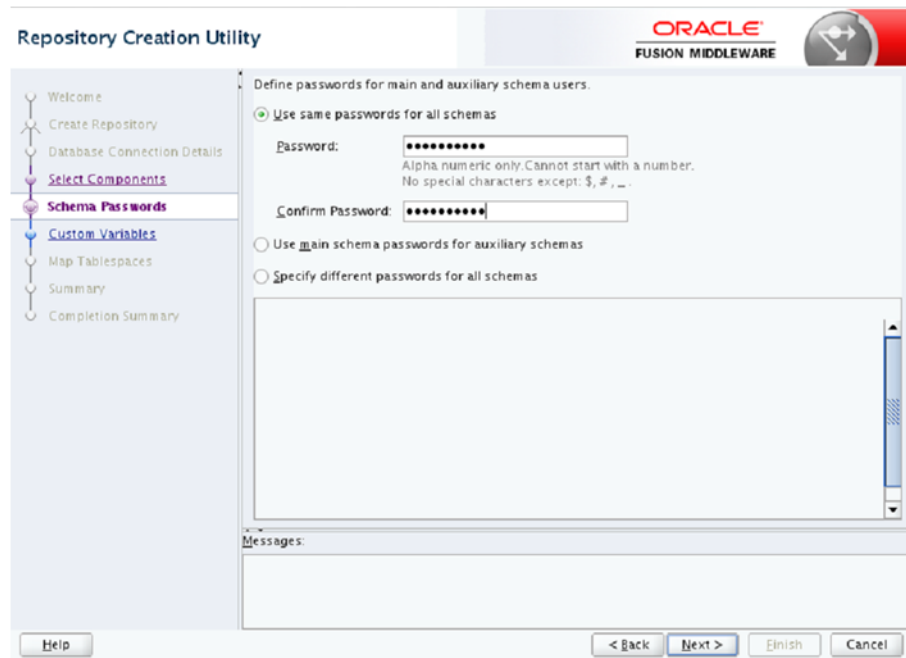 Repository Creation Utility
ORACLE
FUSION MIDDLEWARE
Welcome
Create Repository
Database Connection Details
Select Components
Schema Passwords
Custom Variables
Map Tablespaces
Summary
Completion Summary
Define passwords for main and auxiliary schema users.
Use same passwords for all schemas
Password: ••••••••••
Alpha numeric only.Cannot start with a number.
No special characters except: $, #, _ .
Confirm Password: ••••••••••
Use main schema passwords for auxiliary schemas
Specify different passwords for all schemas
Messages:
Help
< Back
Next >
Finish
Cancel